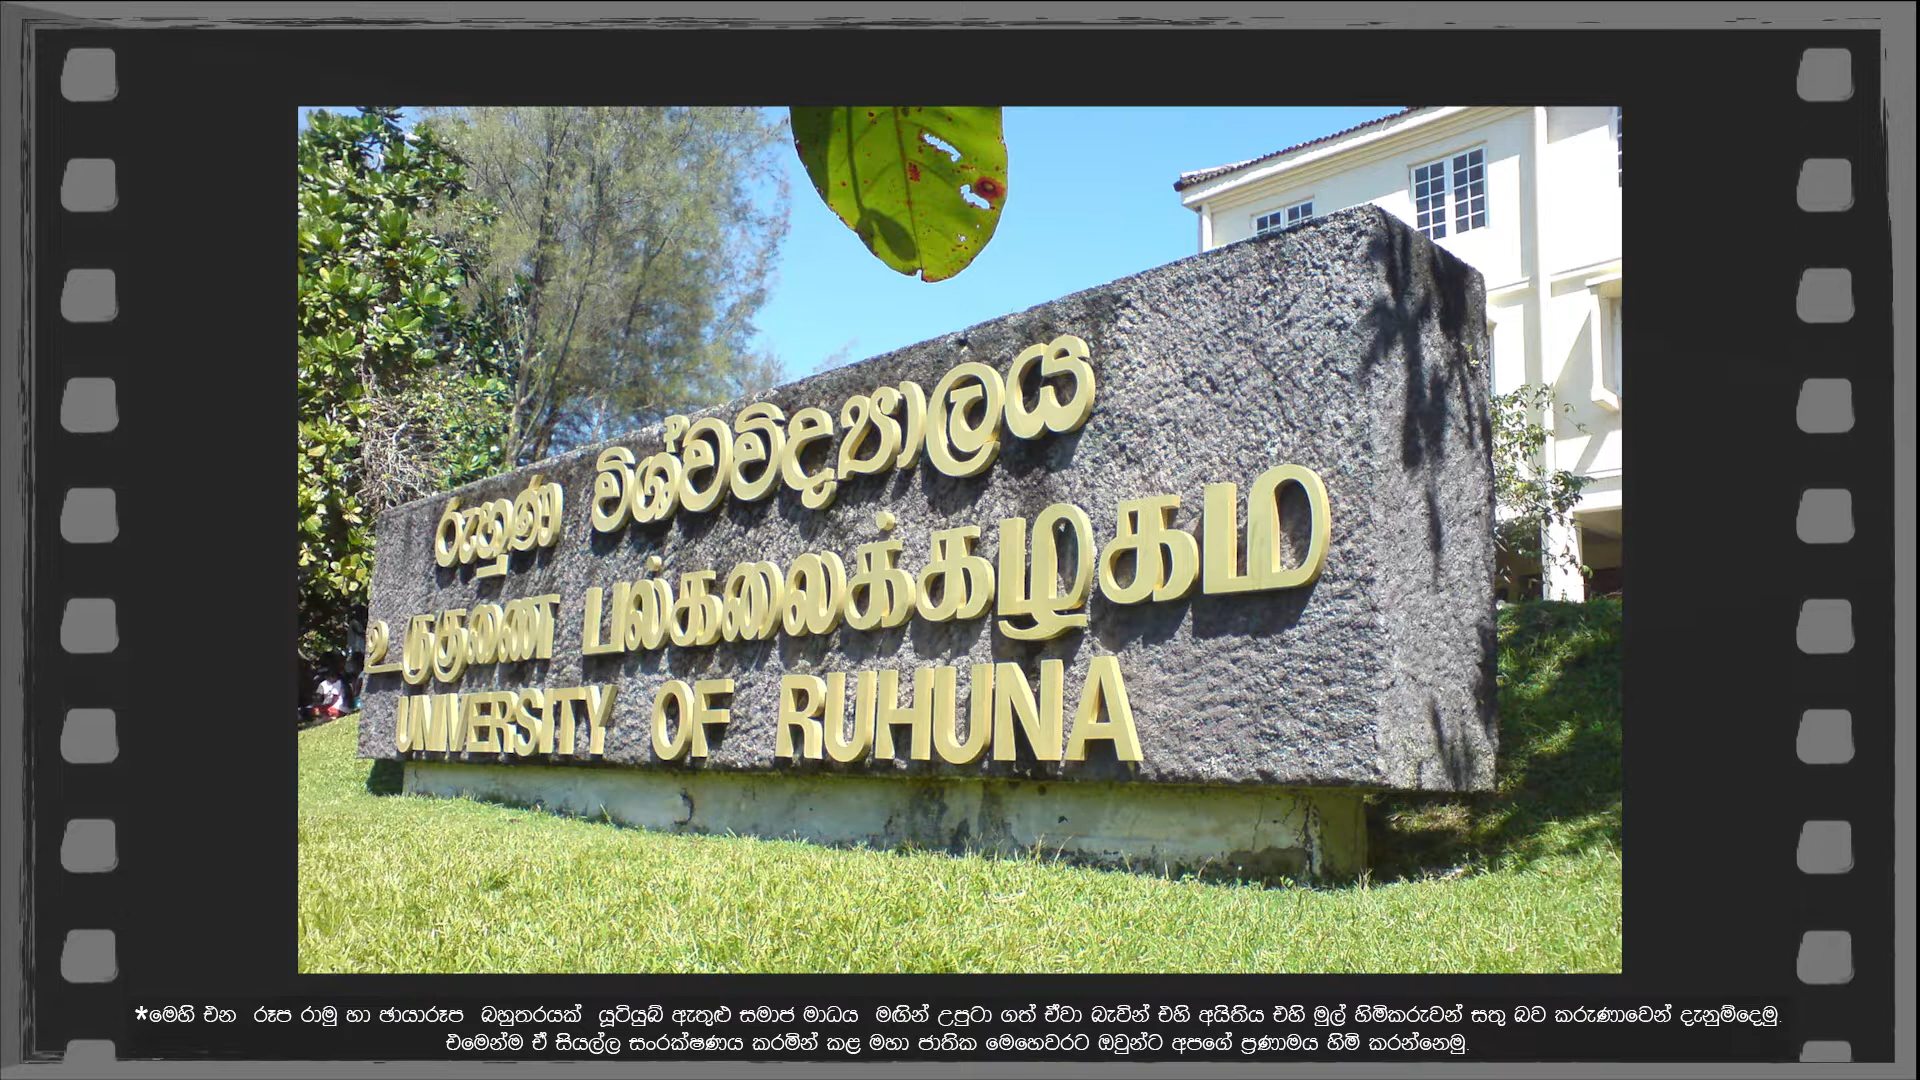 රුහුණ විශ්වවිද්‍යාලය
உருகுணை பல்கலைக்கழகம்
UNIVERSITY OF RUHUNA
*මෙහි එන රූප රාමු හා ඡායාරූප බහුතරයක් යූටියුබ් ඇතුළු සමාජ මාධය මඟින් උපුටා ගත් ඒවා බැවින් එහි අයිතිය එහි මුල් හිමිකරුවන් සතු බව කරුණාවෙන් දැනුම්දෙමු.
එමෙන්ම ඒ සියල්ල සංරක්ෂණය කරමින් කළ මහා ජාතික මෙහෙවරට ඔවුන්ට අපගේ ප්‍රණාමය හිමි කරන්නෙමු.